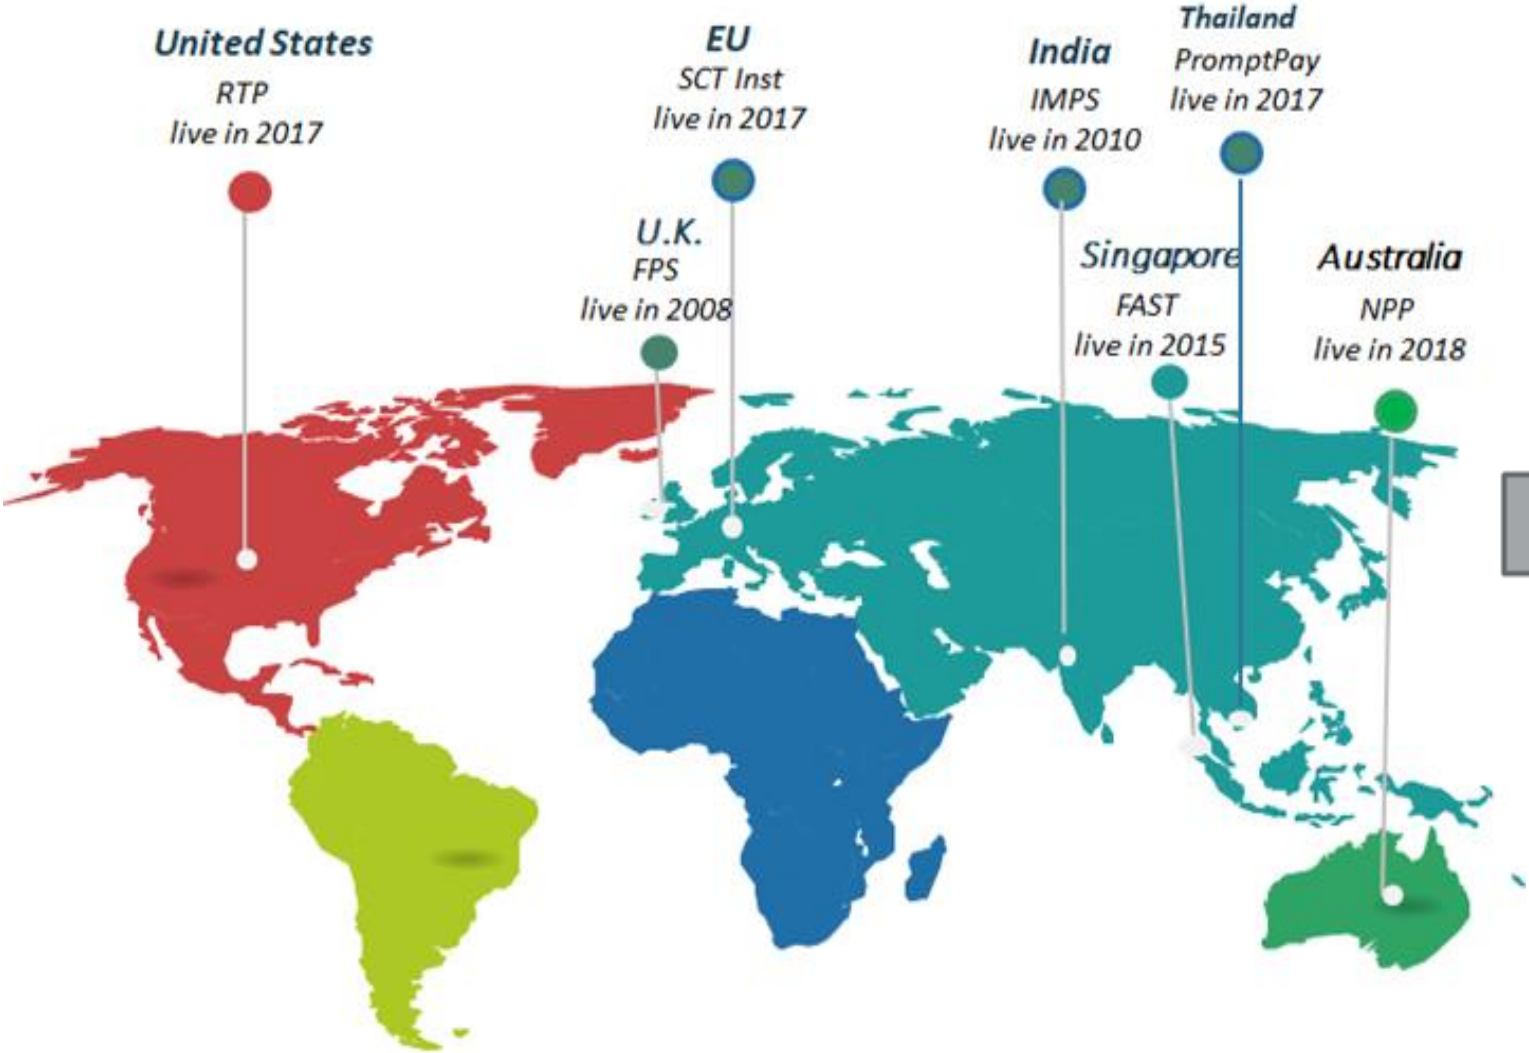 United States
RTP
live in 2017
EU
SCT Inst
live in 2017
India
IMPS
live in 2010
Thailand
PromptPay
live in 2017
U.K.
FPS
live in 2008
Singapore
FAST
live in 2015
Australia
NPP
live in 2018